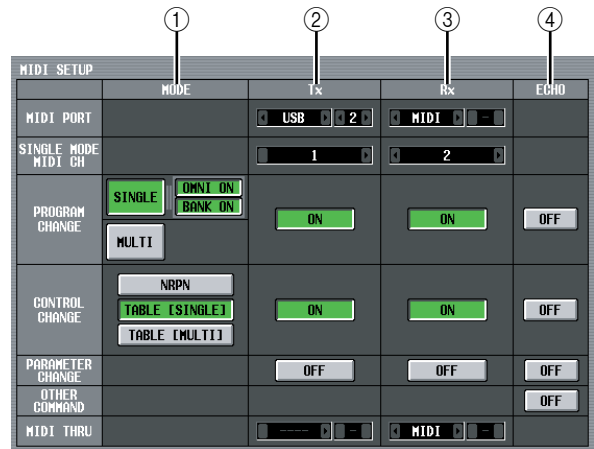 ① ② ③ ④
MIDI SETUP
MODE Tx Rx ECHO
MIDI PORT USB 2 MIDI -
SINGLE MODE
MIDI CH
1 2
PROGRAM
CHANGE
SINGLE OMNI ON
BANK ON
MULTI
ON ON OFF
CONTROL
CHANGE
NRPN
TABLE [SINGLE]
TABLE [MULTI]
ON ON OFF
PARAMETER
CHANGE
OFF OFF OFF
OTHER
COMMAND
OFF
MIDI THRU ---- - MIDI -